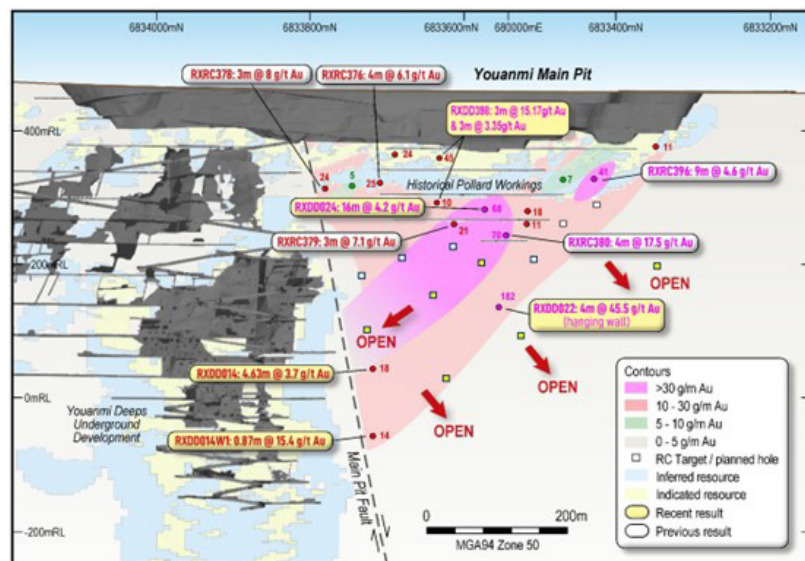 6834000mN
6833800mN
6833600mN
680000mE
6833400mN
6833200mN
RXRC378: 3m @ 8 g/t Au
RXRC376: 4m @ 6.1 g/t Au
Youanmi Main Pit
RXDD398: 3m @ 15.17g/t Au
& 3m @ 3.35g/t Au
400mRL
24
45
11
24
5
25
Historical Pollard Workings
7
41
RXRC396: 9m @ 4.6 g/t Au
RXDD024: 16m @ 4.2 g/t Au
10
68
18
RXRC379: 3m @ 7.1 g/t Au
21
11
70
RXRC380: 4m @ 17.5 g/t Au
200mRL
OPEN
182
RXDD022: 4m @ 45.5 g/t Au
(hanging wall)
OPEN
RXDD014: 4.63m @ 3.7 g/t Au
18
OPEN
0mRL
Youanmi Deeps
Underground
Development
OPEN
RXDD014W1: 0.87m @ 15.4 g/t Au
14
Main Pit Fault
-200mRL
0
200m
MGA94 Zone 50
Contours
>30 g/m Au
10 - 30 g/m Au
5 - 10 g/m Au
0 - 5 g/m Au
RC Target / planned hole
Inferred resource
Indicated resource
Recent result
Previous result